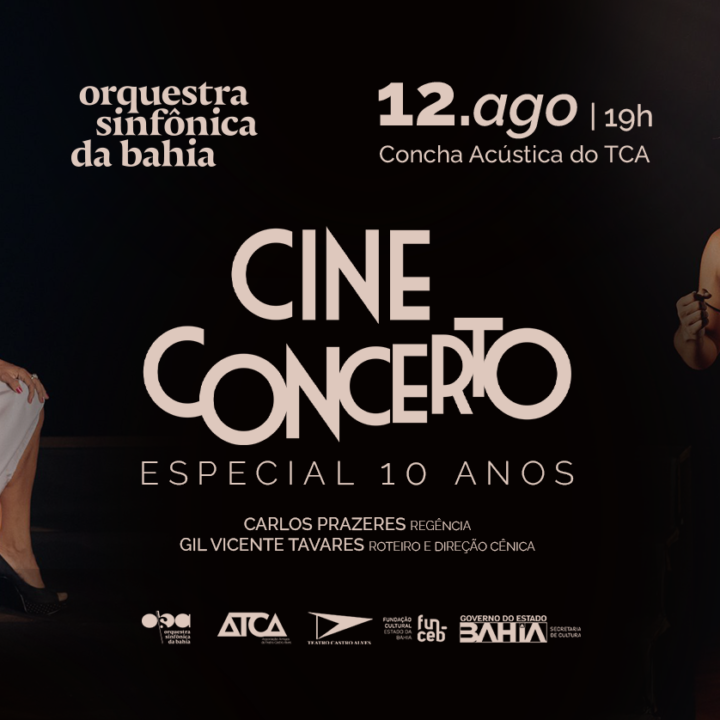 orquestra
sinfônica
da bahia
12.ago | 19h
Concha Acústica do TCA
CINE
CONCERTO
ESPECIAL 10 ANOS
CARLOS PRAZERES REGÊNCIA
GIL VICENTE TAVARES ROTEIRO E DIREÇÃO CÊNICA
orquestra
sinfônica
da bahia
ATCA
TEATRO CASTRO ALVES
FUNDAÇÃO
CULTURAL
ESTADO DA
BAHIA
fun
ceb
GOVERNO DO ESTADO
BAHIA
SECRETARIA
DE CULTURA